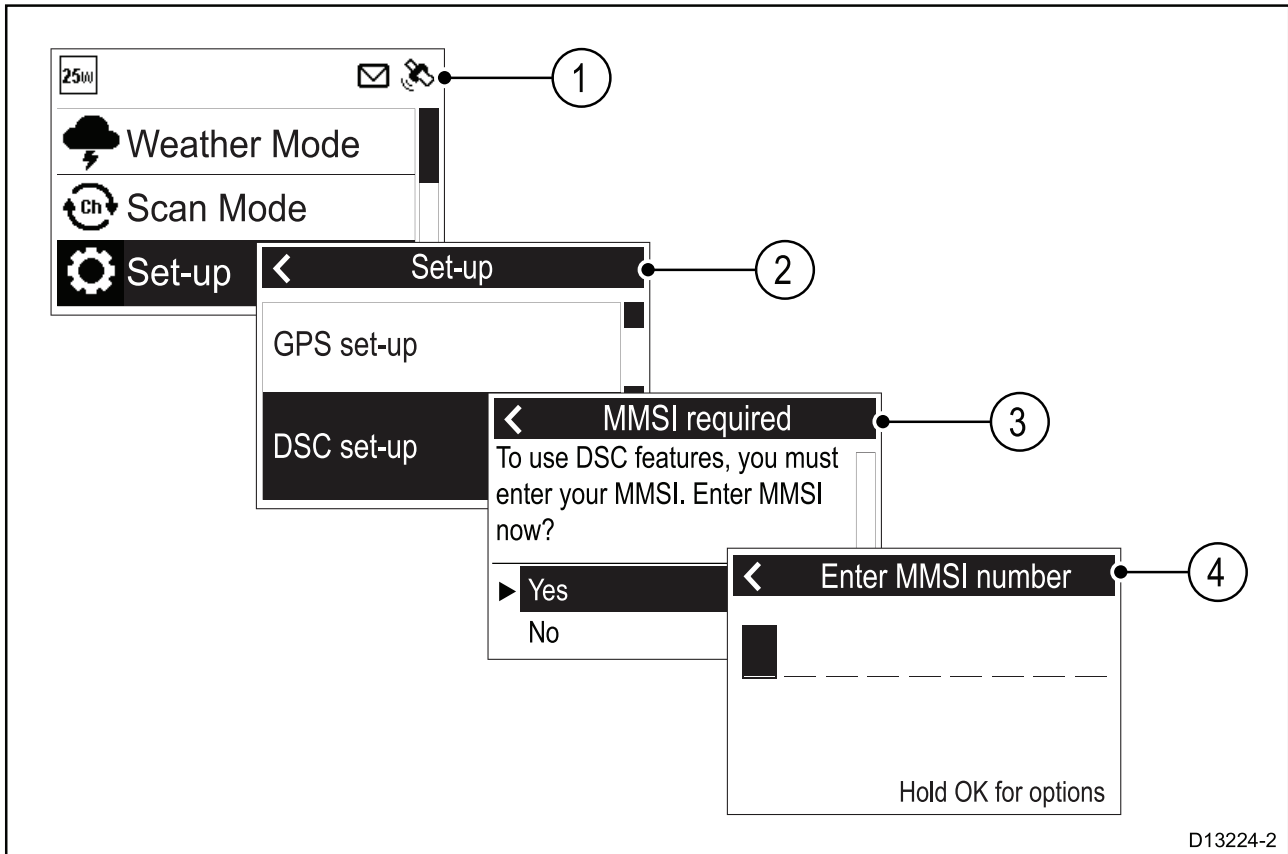 25W
1
Weather Mode
Ch
Scan Mode
Set-up
Set-up
2
GPS set-up
DSC set-up
MMSI required
3
To use DSC features, you must
enter your MMSI. Enter MMSI
now?
Yes
No
Enter MMSI number
4
Hold OK for options
D13224-2